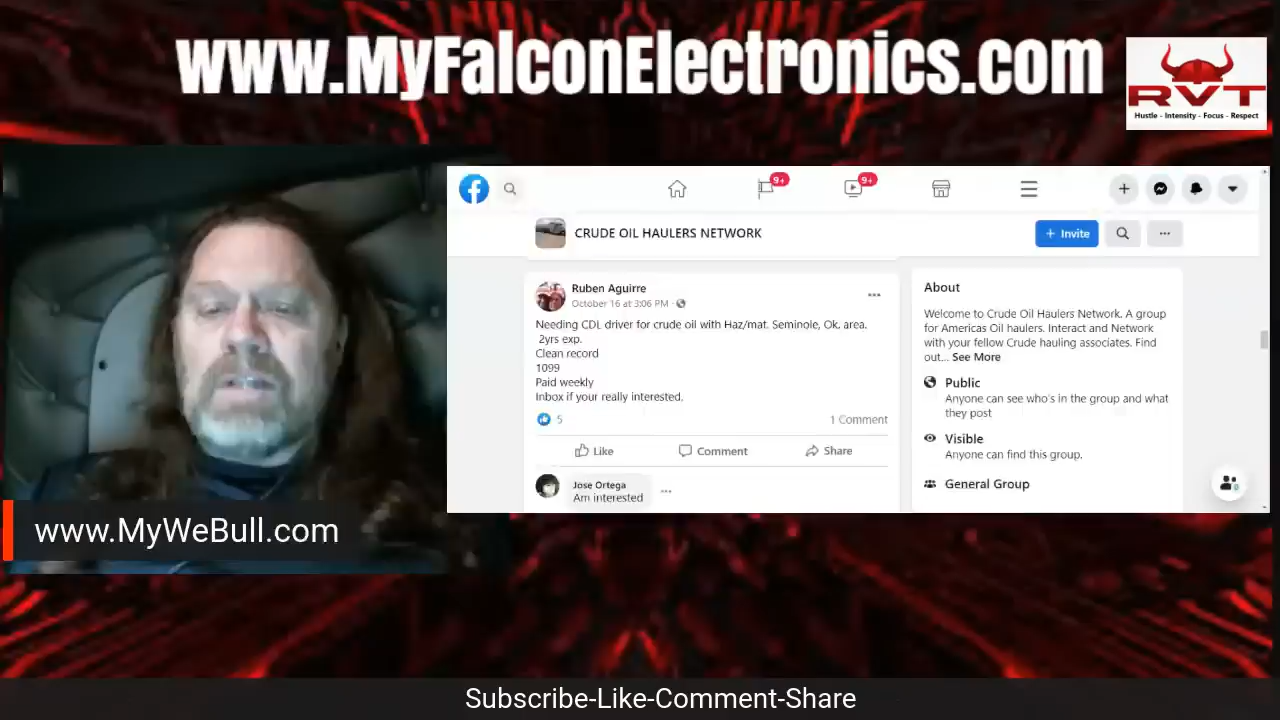 www.MyFalconElectronics.com
RVT
Hustle - Intensity - Focus - Respect
9+
9+
CRUDE OIL HAULERS NETWORK
+ Invite
Ruben Aguirre
October 16 at 3:06 PM ·
Needing CDL driver for crude oil with Haz/mat. Seminole, Ok. area.
2yrs exp.
Clean record
1099
Paid weekly
Inbox if your really interested.
5
1 Comment
Like
Comment
Share
Jose Ortega
Am interested
About
Welcome to Crude Oil Haulers Network. A group
for Americas Oil haulers. Interact and Network
with your fellow Crude hauling associates. Find
out... See More
Public
Anyone can see who's in the group and what
they post
Visible
Anyone can find this group.
General Group
0
www.MyWeBull.com
Subscribe-Like-Comment-Share